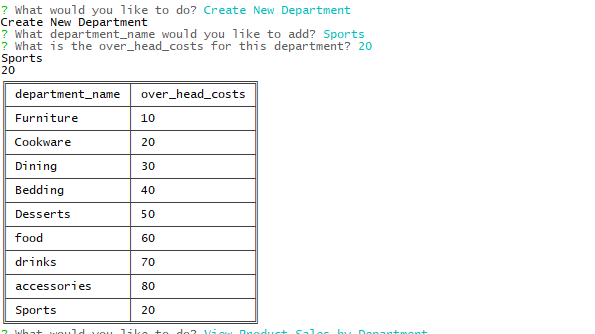 ? What would you like to do? Create New Department
Create New Department
? What department_name would you like to add? Sports
? What is the over_head_costs for this department? 20
Sports
20
department_name over_head_costs
Furniture 10
Cookware 20
Dining 30
Bedding 40
Desserts 50
food 60
drinks 70
accessories 80
Sports 20
? What would you like to do? View Product Sales by Department